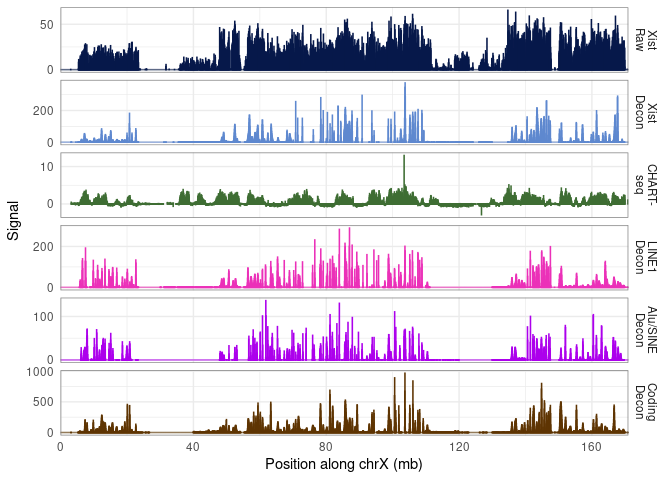 50
0
Xist
Raw
200
0
Xist
Decon
10
0
CHART-
seq
200
0
LINE1
Decon
100
0
Alu/SINE
Decon
1000
500
0
Coding
Decon
Signal
0 40 80 120 160
Position along chrX (mb)